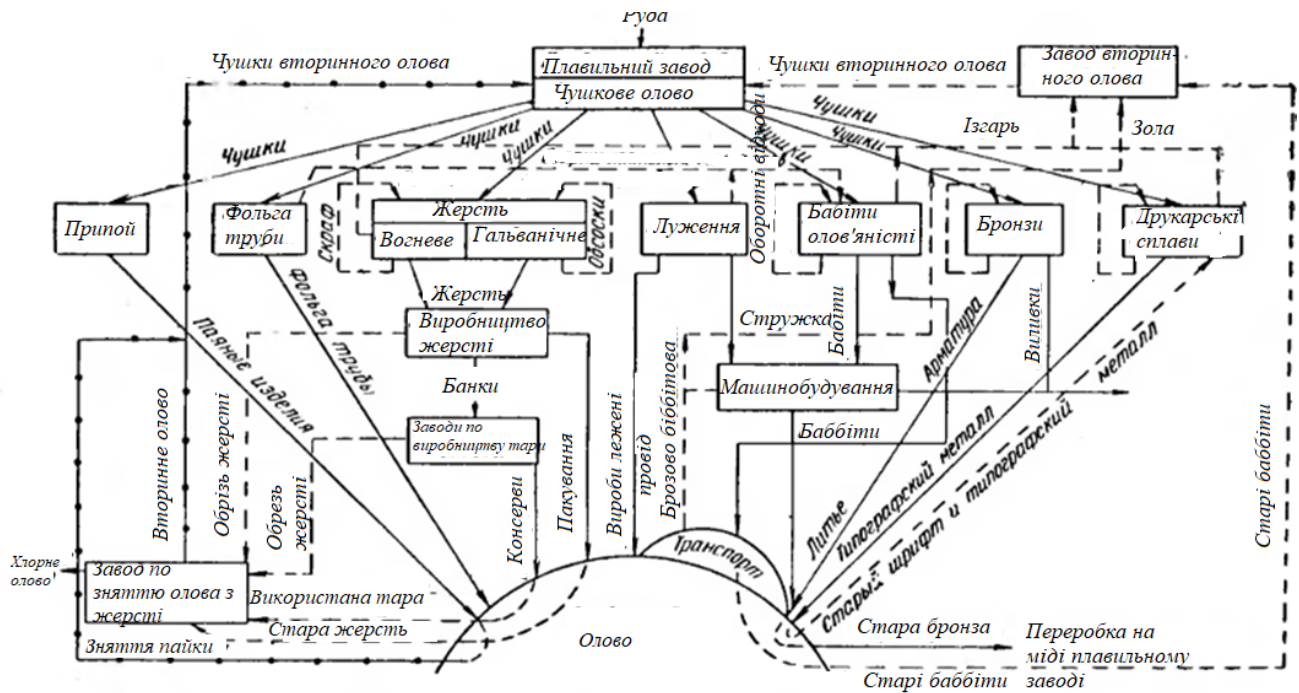 Руда
Чушки вторинного олова
Плавильний завод
Чушкове олово
Чушки вторинного олова
Завод вторин-
ного олова
Чушки
Чушки
Чушки
Чушки
Чушки
Чушки
Ізгарь
Зола
Припой
Фольга
труби
Скраф
Жерсть
Вогневе
Гальванічне
Обсоски
Луження
Оборотні відходи
Бабіти
олов'яністі
Бронзи
Друкарські
сплави
Паяные изделия
Фольга трубы
Жерсть
Виробництво
жерсті
Стружка
Бабіти
Арматура
Виливки
металл
Банки
Машинобудування
Заводи по
виробництву тари
Баббіти
Вторинне олово
Обрізь жерсті
Обрезь
жерсті
Консерви
Пакування
Вироби лежені
провід
Брозово біббітова
Транспорт
Литье
Типографский металл
Старый шрифт и типографский
Старі баббіти
Хлорне
олово
Завод по
зняттю олова з
жерсті
Використана тара
Стара жерсть
Зняття пайки
Олово
Стара бронза
Переробка на
міді плавильному
заводі
Старі баббіти